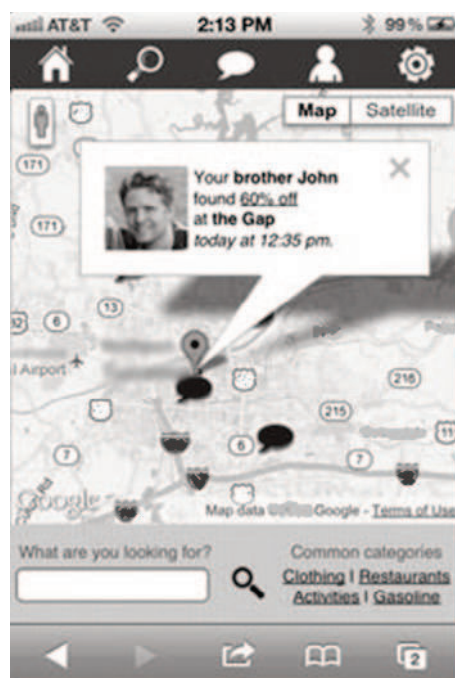 AT&T 2:13 PM 99%
Map Satellite
Your brother John
found 60% off
at the Gap
today at 12:35 pm.
171
171
13
6
Airport
216
215
6
7
7
Google
Map data Google - Terms of Use
What are you looking for? Common categories
Clothing | Restaurants
Activities | Gasoline
2